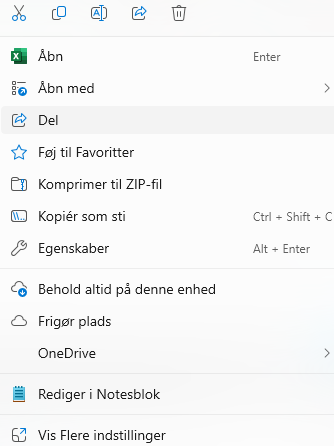 Åbn Enter
Åbn med
Del
Føj til Favoritter
Komprimer til ZIP-fil
Kopiér som sti Ctrl + Shift + C
Egenskaber Alt + Enter
Behold altid på denne enhed
Frigør plads
OneDrive
Rediger i Notesblok
Vis Flere indstillinger